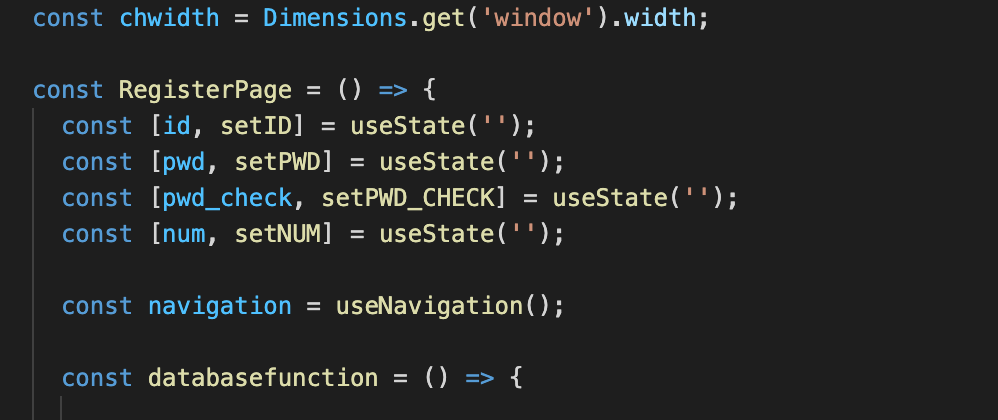 const chwidth = Dimensions.get('window').width;
const RegisterPage = () => {
const [id, setID] = useState('');
const [pwd, setPWD] = useState('');
const [pwd_check, setPWD_CHECK] = useState('');
const [num, setNUM] = useState('');
const navigation = useNavigation();
const databasefunction = () => {